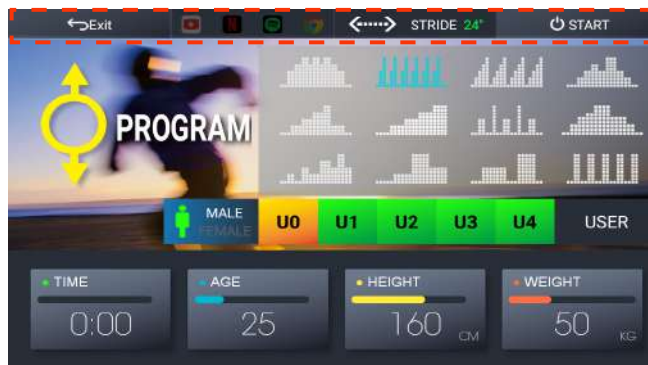 Exit STRIDE 24" START
PROGRAM
MALE
FEMALE
U0 U1 U2 U3 U4 USER
TIME AGE HEIGHT WEIGHT
0:00 25 160 CM 50 KG